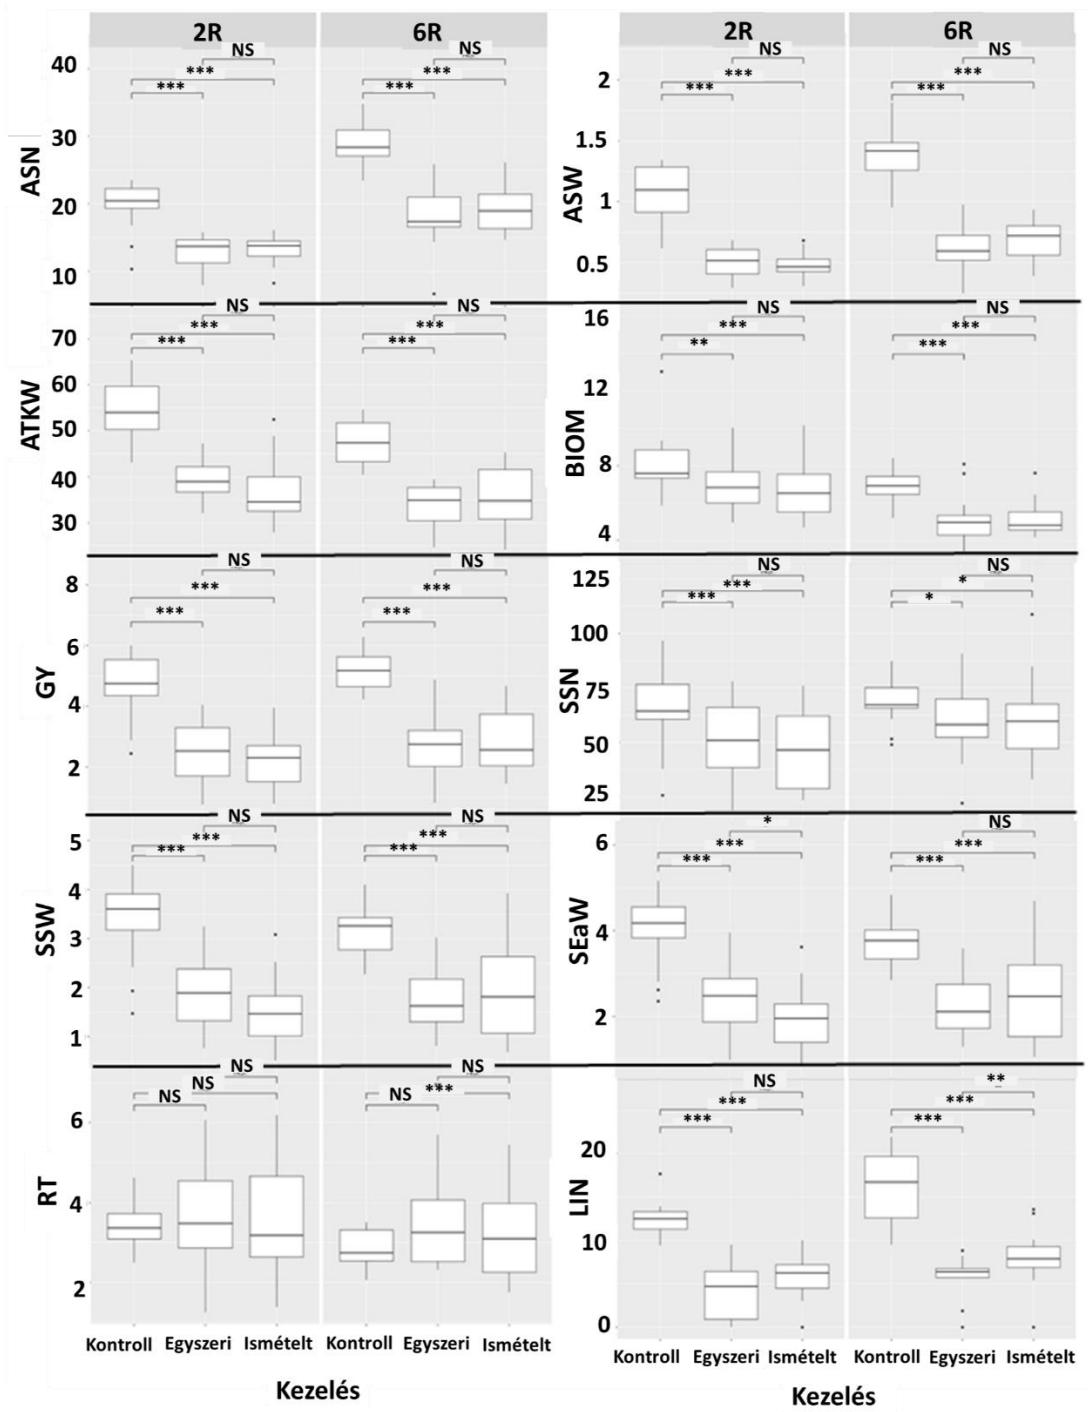 2R
6R
NS
NS
***
***
***
***
40
30
20
10
ASN
2R
6R
NS
NS
***
***
***
***
2
1.5
1
0.5
ASW
NS
NS
***
***
***
***
70
60
50
40
30
ATKW
NS
NS
***
***
**
***
16
12
8
4
BIOM
NS
NS
***
***
***
***
8
6
4
2
GY
NS
NS
***
*
***
*
125
100
75
50
25
SSN
NS
NS
***
***
***
***
5
4
3
2
1
SSW
*
NS
***
***
***
***
6
4
2
SEaW
NS
NS
NS
***
NS
NS
6
4
2
RT
NS
**
***
***
***
***
20
10
0
LIN
Kontroll Egyszeri Ismételt Kontroll Egyszeri Ismételt
Kezelés
Kontroll Egyszeri Ismételt Kontroll Egyszeri Ismételt
Kezelés